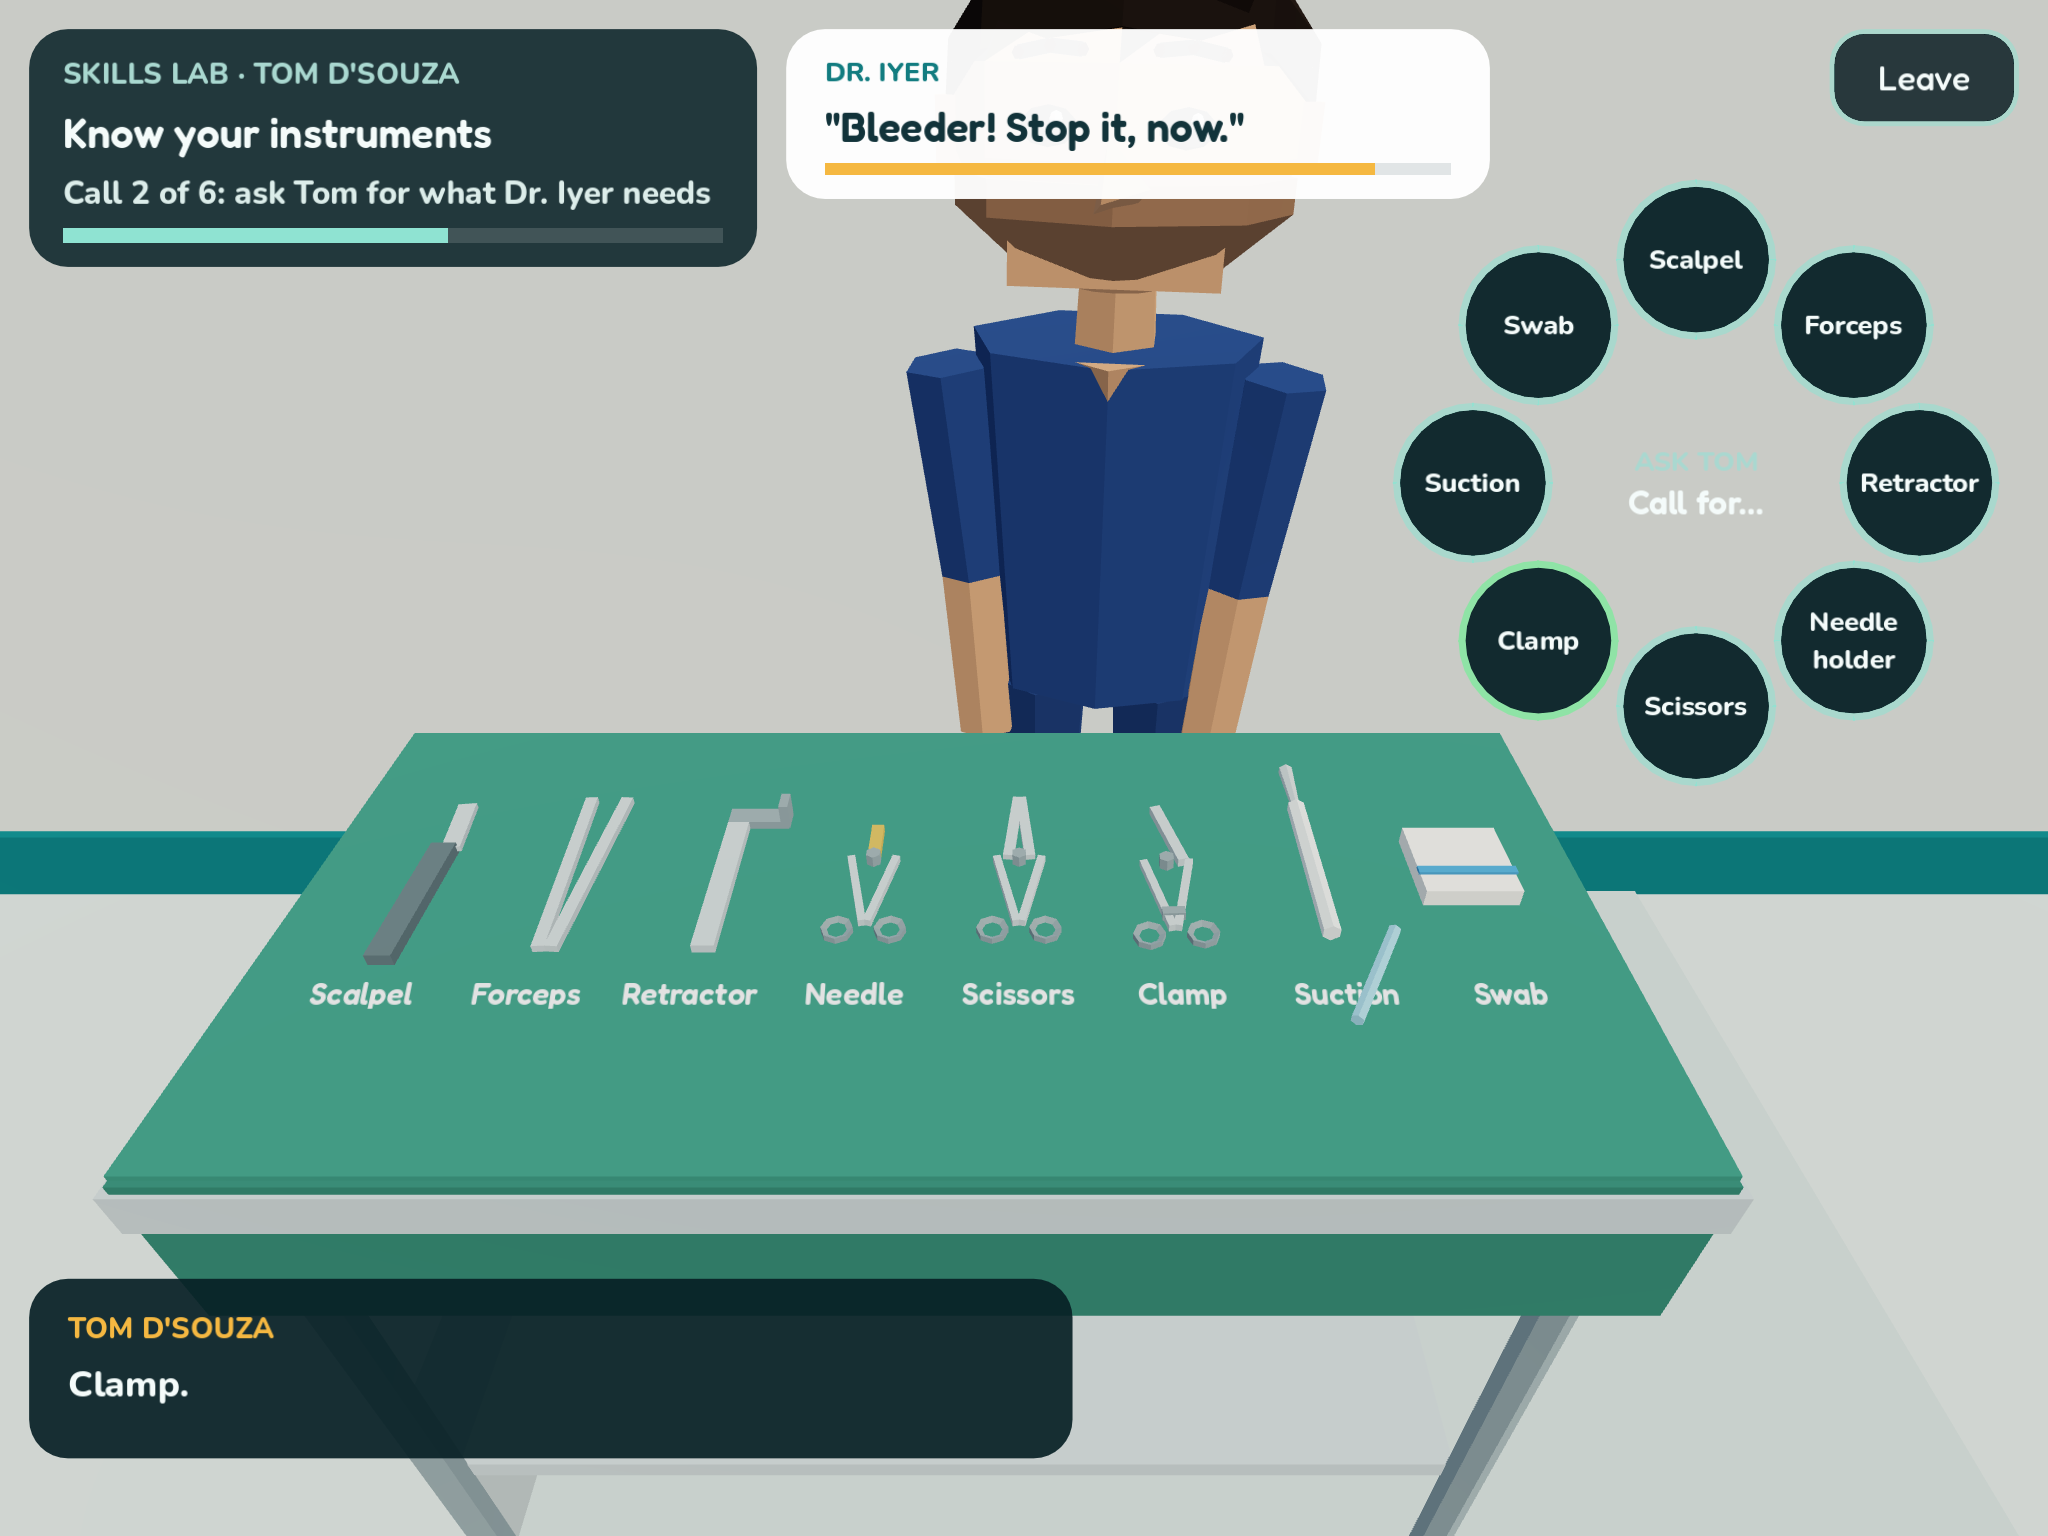 SKILLS LAB · TOM D'SOUZA
Know your instruments
Call 2 of 6: ask Tom for what Dr. Iyer needs
DR. IYER
"Bleeder! Stop it, now."
Leave
Scalpel
Swab
Forceps
Suction
ASK TOM
Call for...
Retractor
Clamp
Needle
holder
Scissors
Scalpel Forceps Retractor Needle Scissors Clamp Suction Swab
TOM D'SOUZA
Clamp.